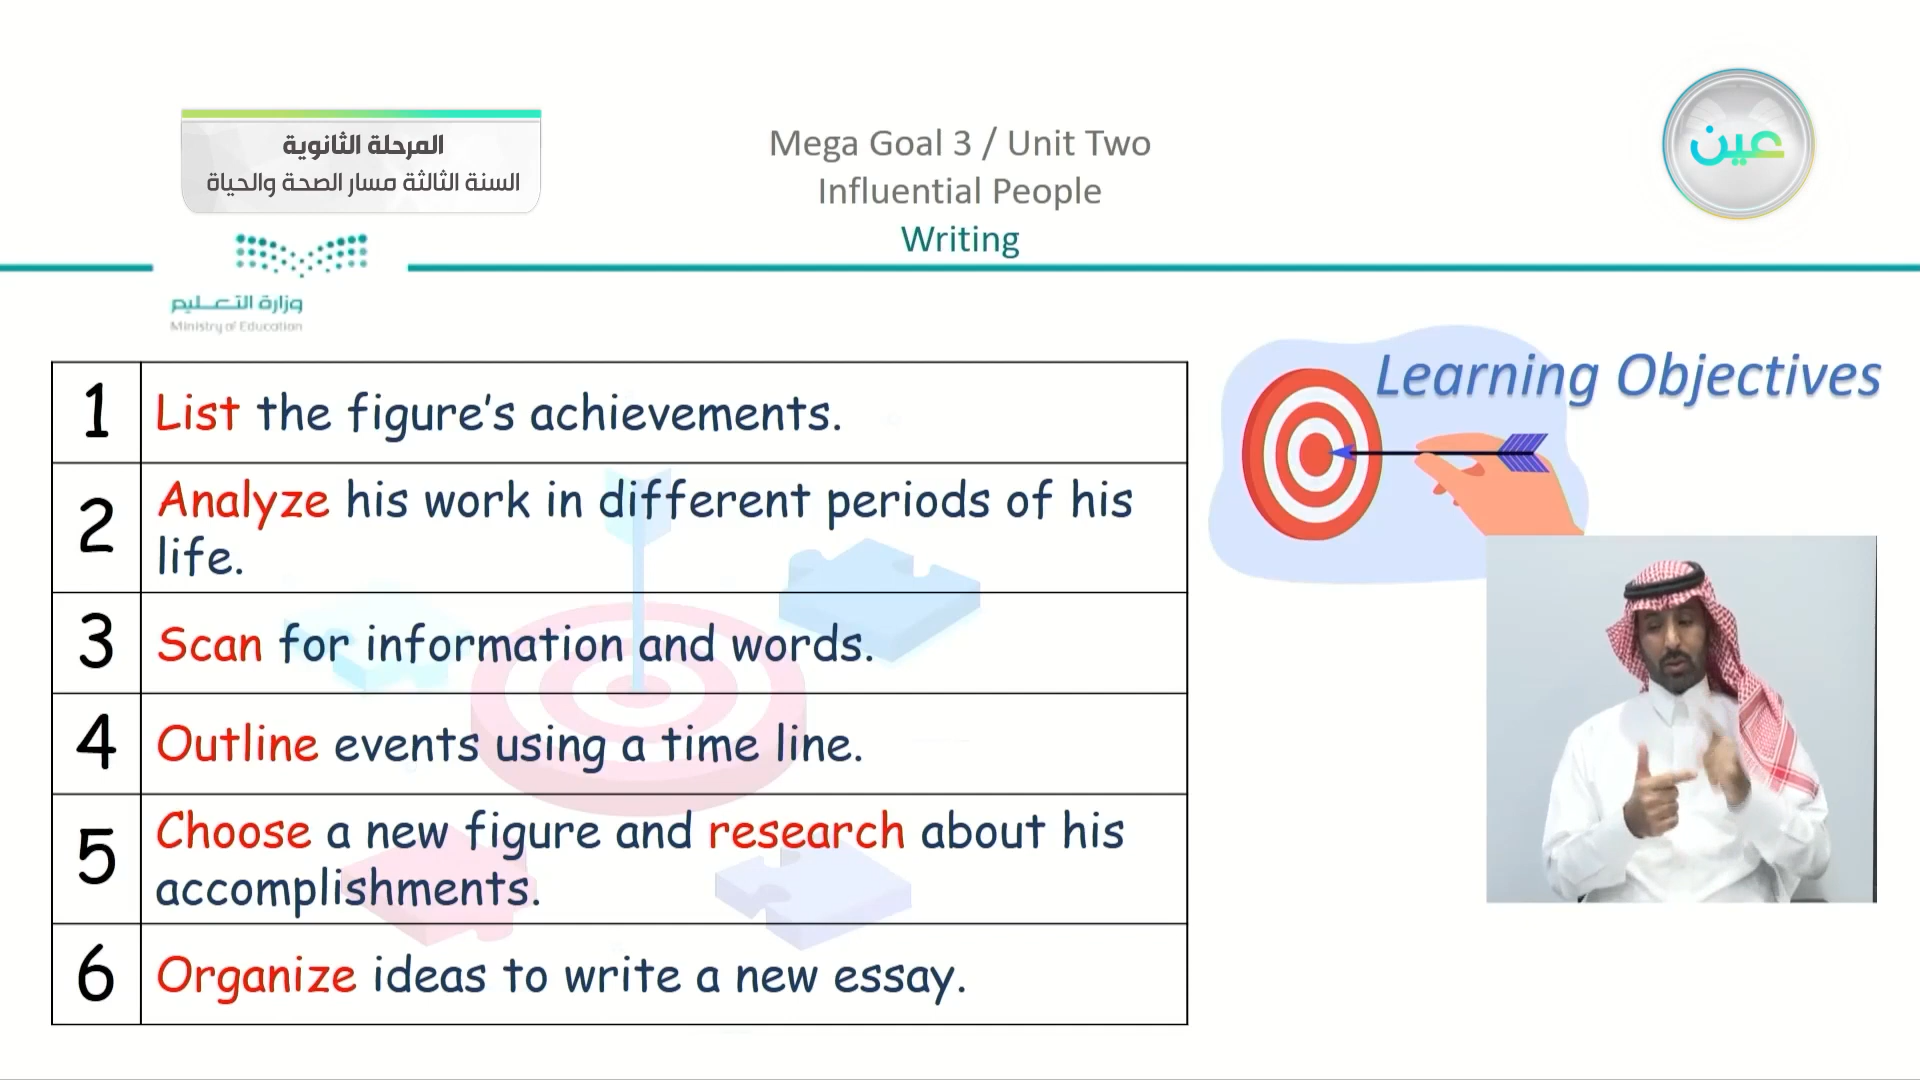 المرحلة الثانوية
السنة الثالثة مسار الصحة والحياة
Mega Goal 3 / Unit Two
Influential People
Writing
عين
وزارة التعليم
Ministry of Education
Learning Objectives
1 List the figure's achievements.
2 Analyze his work in different periods of his
life.
3 Scan for information and words.
4 Outline events using a time line.
5 Choose a new figure and research about his
accomplishments.
6 Organize ideas to write a new essay.